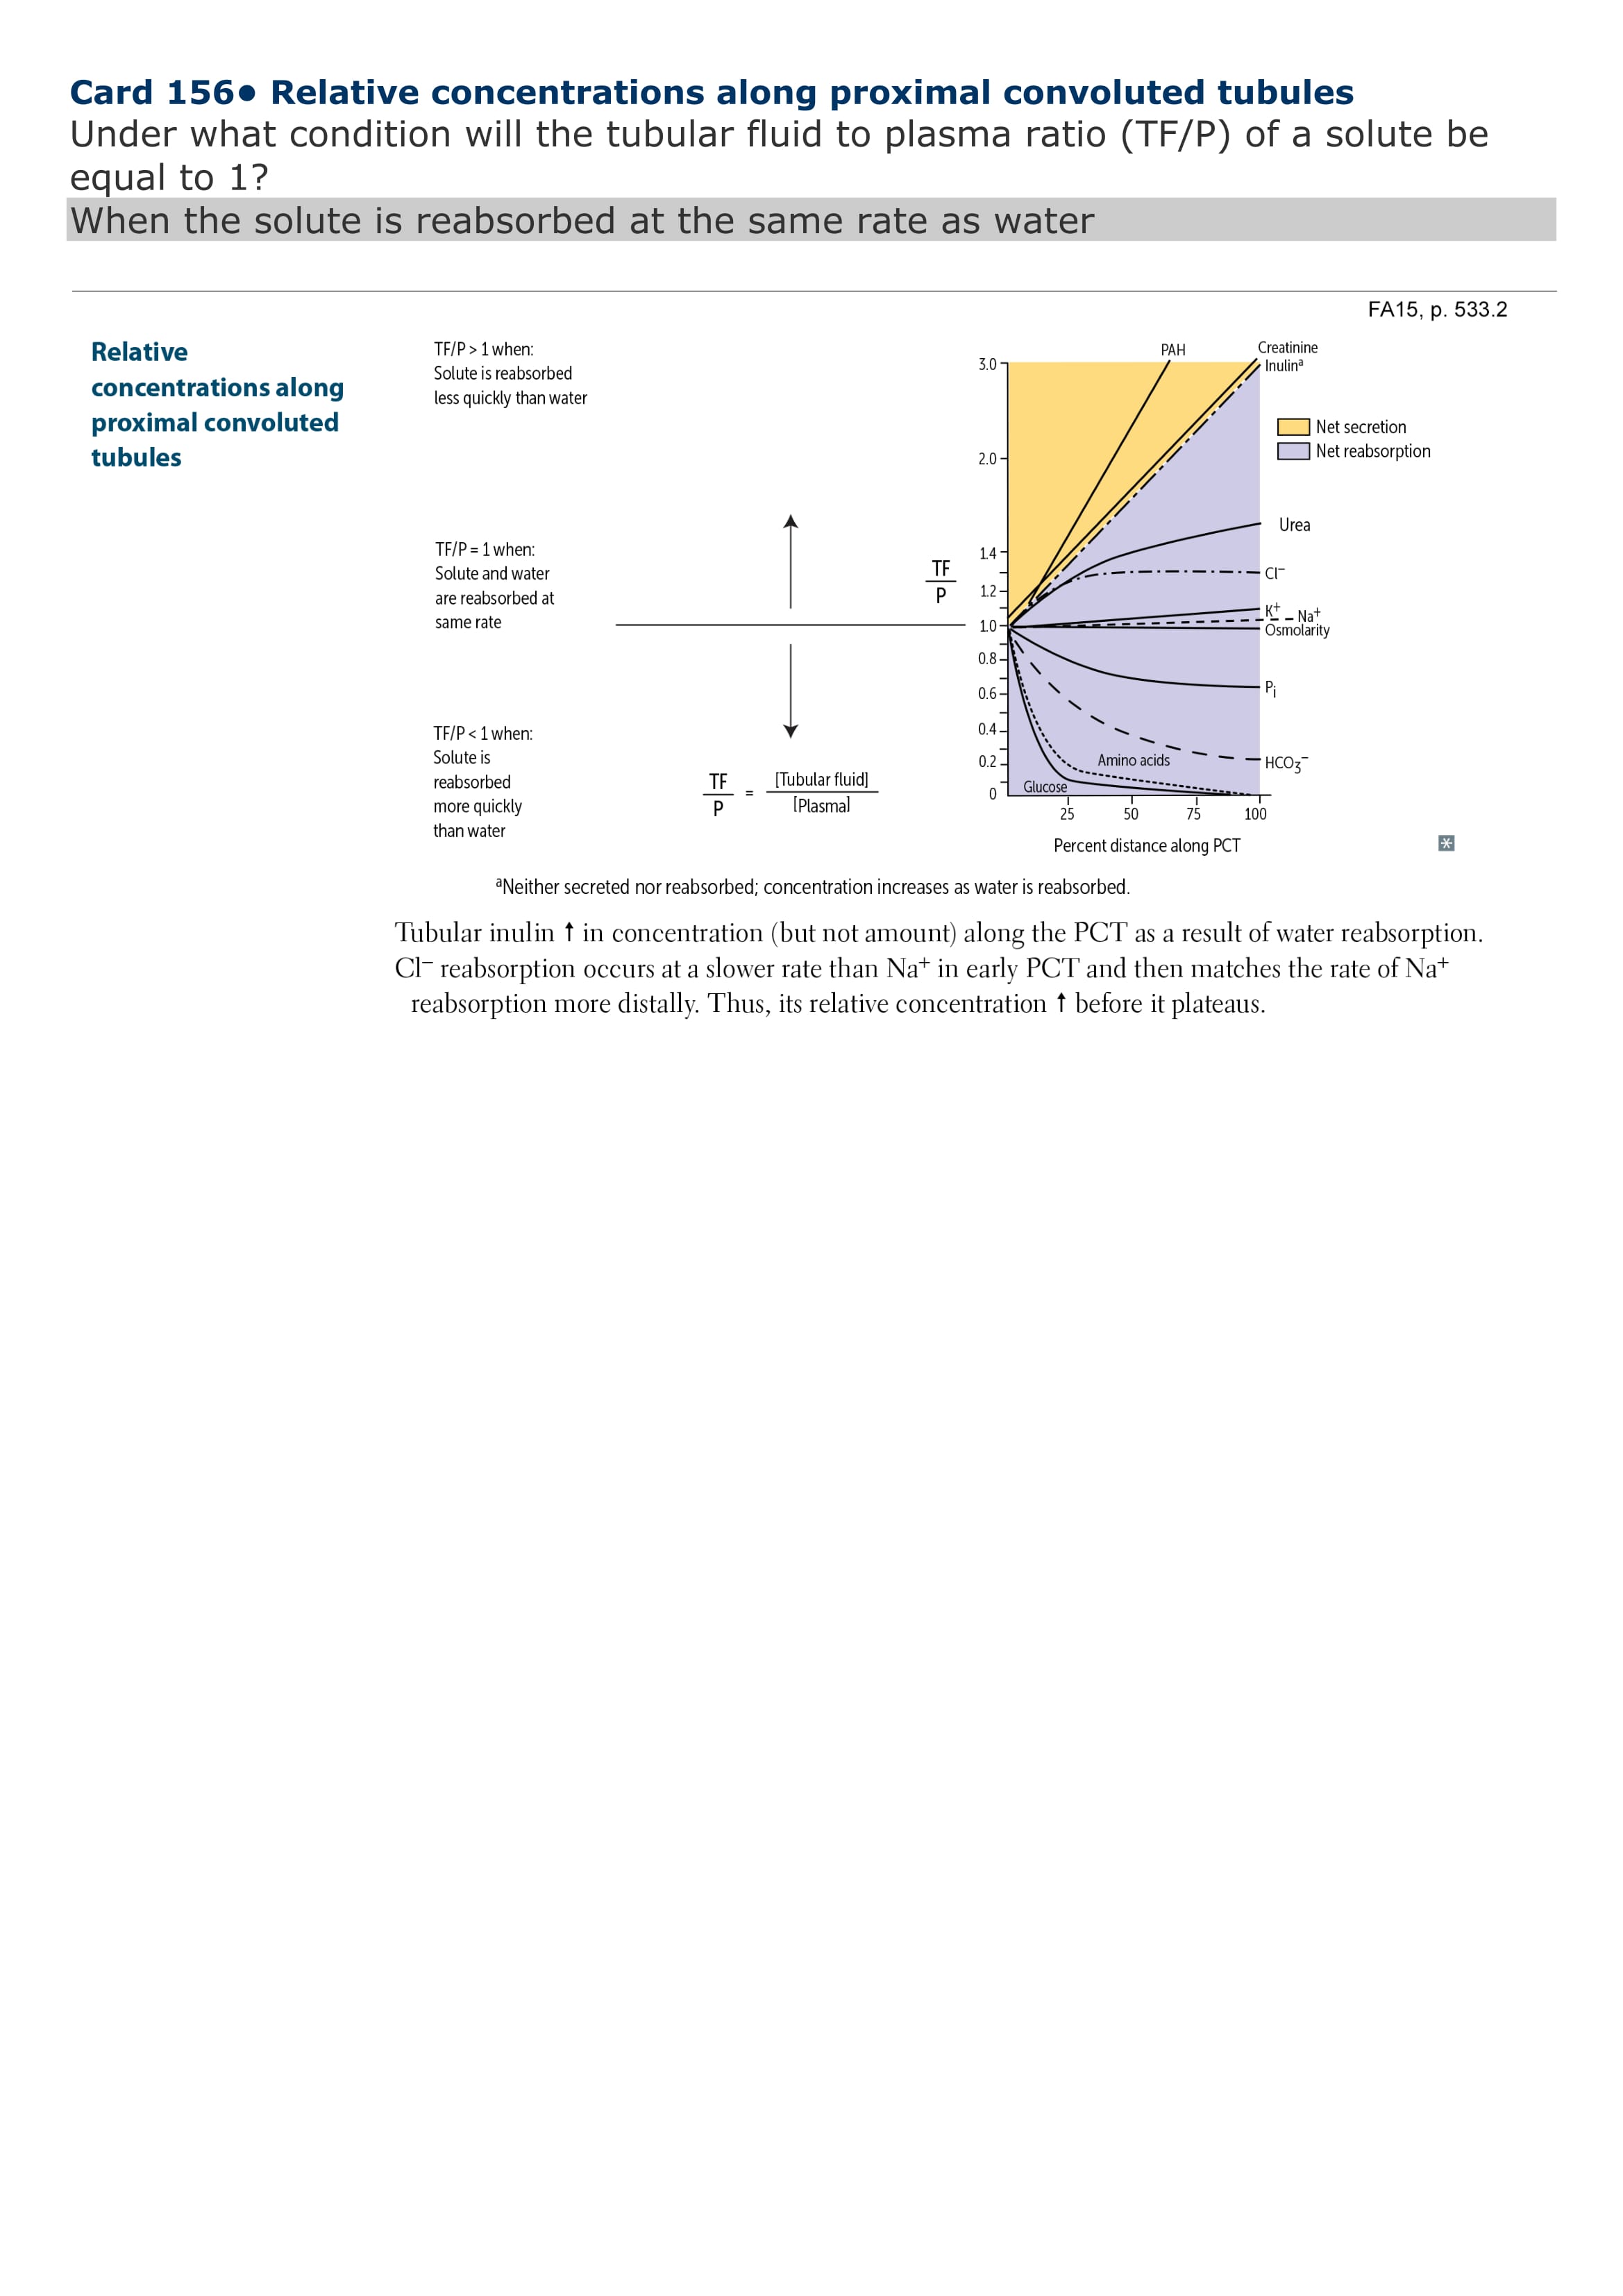 Card 156• Relative concentrations along proximal convoluted tubules
Under what condition will the tubular fluid to plasma ratio (TF/P) of a solute be
equal to 1?
When the solute is reabsorbed at the same rate as water
FA15, p. 533.2
Relative
concentrations along
proximal convoluted
tubules
TF/P > 1 when:
Solute is reabsorbed
less quickly than water
TF/P = 1 when:
Solute and water
are reabsorbed at
same rate
TF/P < 1 when:
Solute is
reabsorbed
more quickly
than water
TF
P
=
[Tubular fluid]
[Plasma]
TF
P
3.0
2.0
1.4
1.2
1.0
0.8
0.6
0.4
0.2
0
PAH
Creatinine
Inulinᵃ
Net secretion
Net reabsorption
Urea
Cl⁻
K⁺
Na⁺
Osmolarity
Pᵢ
HCO₃⁻
Amino acids
Glucose
25 50 75 100
Percent distance along PCT
ᵃNeither secreted nor reabsorbed; concentration increases as water is reabsorbed.
Tubular inulin ↑ in concentration (but not amount) along the PCT as a result of water reabsorption.
Cl⁻ reabsorption occurs at a slower rate than Na⁺ in early PCT and then matches the rate of Na⁺
reabsorption more distally. Thus, its relative concentration ↑ before it plateaus.